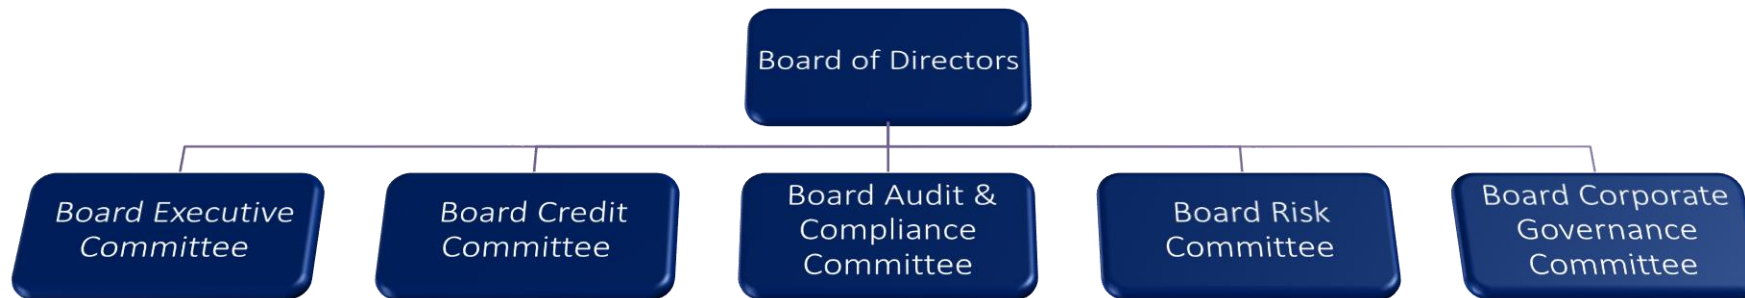 Board of Directors
Board Executive
Committee
Board Credit
Committee
Board Audit &
Compliance
Committee
Board Risk
Committee
Board Corporate
Governance
Committee